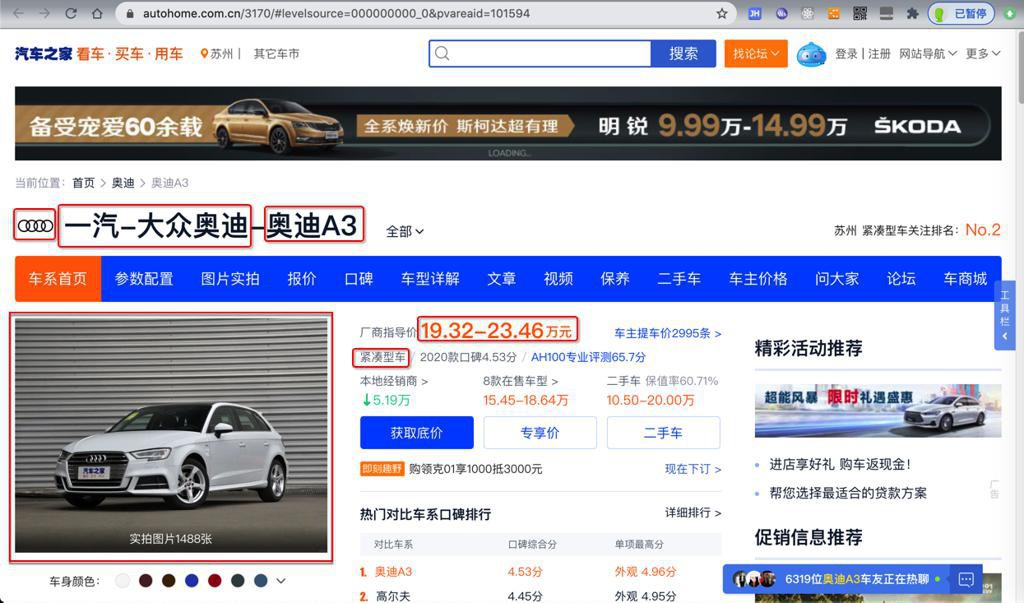 autohome.com.cn/3170/#levelsource=000000000_0&pvareaid=101594
JH
已暂停
汽车之家 看车·买车·用车 苏州 | 其它车市
搜索
找论坛
登录 | 注册 网站导航 更多
备受宠爱60余载 全系焕新价 斯柯达超有理 明锐 9.99万-14.99万 ŠKODA
LOADING...
当前位置: 首页 > 奥迪 > 奥迪A3
一汽-大众奥迪-奥迪A3 全部
苏州 紧凑型车关注排名: No.2
车系首页 参数配置 图片实拍 报价 口碑 车型详解 文章 视频 保养 二手车 车主价格 问大家 论坛 车商城
工具栏
厂商指导价 19.32-23.46万元 车主提车价2995条 >
紧凑型车 / 2020款口碑4.53分 / AH100专业评测65.7分
本地经销商 > 8款在售车型 > 二手车 保值率60.71%
↓5.19万 15.45-18.64万 10.50-20.00万
获取底价 专享价 二手车
即刻趣野 购领克01享1000抵3000元 现在下订 >
热门对比车系口碑排行 详细排行 >
对比车系 口碑综合分 单项最高分
1. 奥迪A3 4.53分 外观 4.96分
2. 高尔夫 4.45分 外观 4.95分
汽车之家
实拍图片1488张
车身颜色:
精彩活动推荐
超能风暴 限时礼遇盛惠
进店享好礼 购车返现金!
帮您选择最适合的贷款方案
广告
促销信息推荐
6319位奥迪A3车友正在热聊